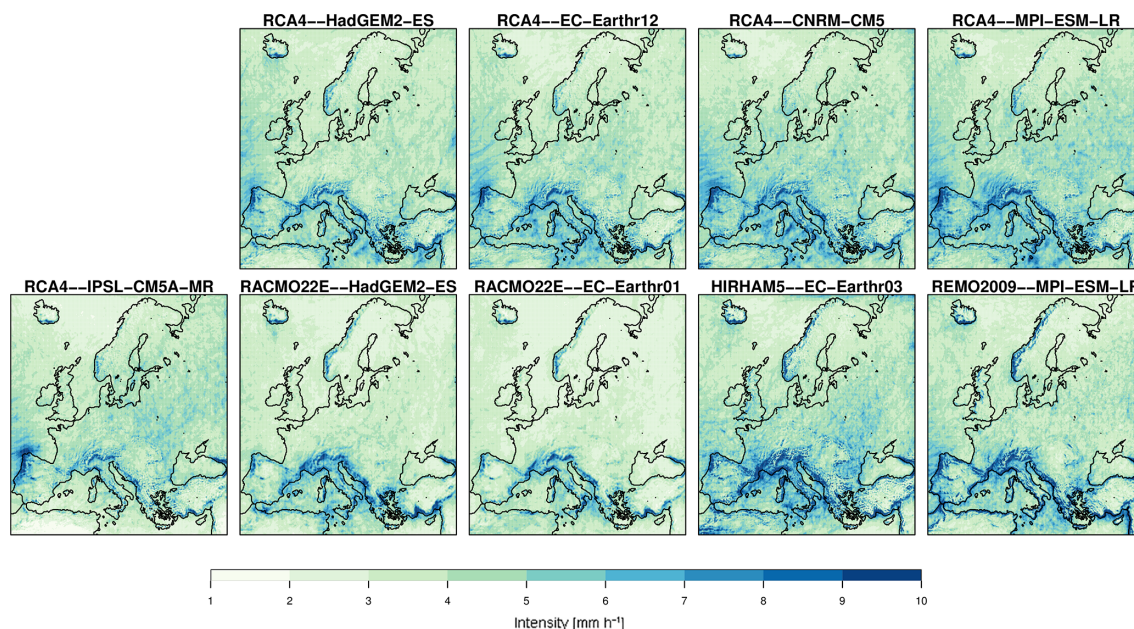 RCA4--HadGEM2-ES
RCA4--EC-Earthr12
RCA4--CNRM-CM5
RCA4--MPI-ESM-LR
RCA4--IPSL-CM5A-MR
RACMO22E--HadGEM2-ES
RACMO22E--EC-Earthr01
HIRHAM5--EC-Earthr03
REMO2009--MPI-ESM-LR
1 2 3 4 5 6 7 8 9 10
Intensity [mm h⁻¹]